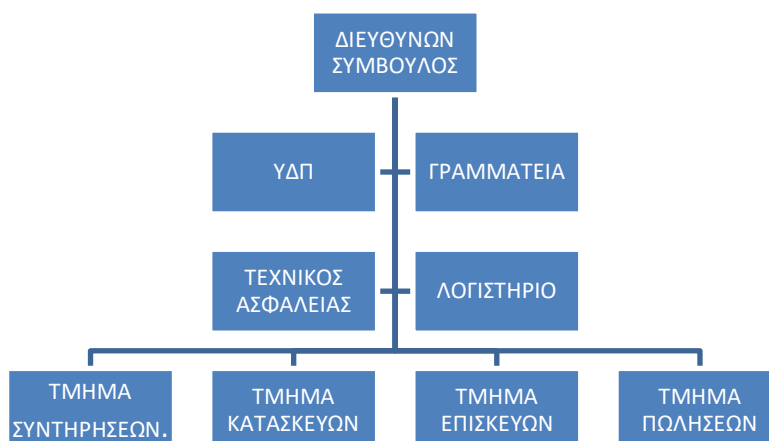 ΔΙΕΥΘΥΝΩΝ
ΣΥΜΒΟΥΛΟΣ
ΥΔΠ
ΓΡΑΜΜΑΤΕΙΑ
ΤΕΧΝΙΚΟΣ
ΑΣΦΑΛΕΙΑΣ
ΛΟΓΙΣΤΗΡΙΟ
ΤΜΗΜΑ
ΣΥΝΤΗΡΗΣΕΩΝ.
ΤΜΗΜΑ
ΚΑΤΑΣΚΕΥΩΝ
ΤΜΗΜΑ
ΕΠΙΣΚΕΥΩΝ
ΤΜΗΜΑ
ΠΩΛΗΣΕΩΝ